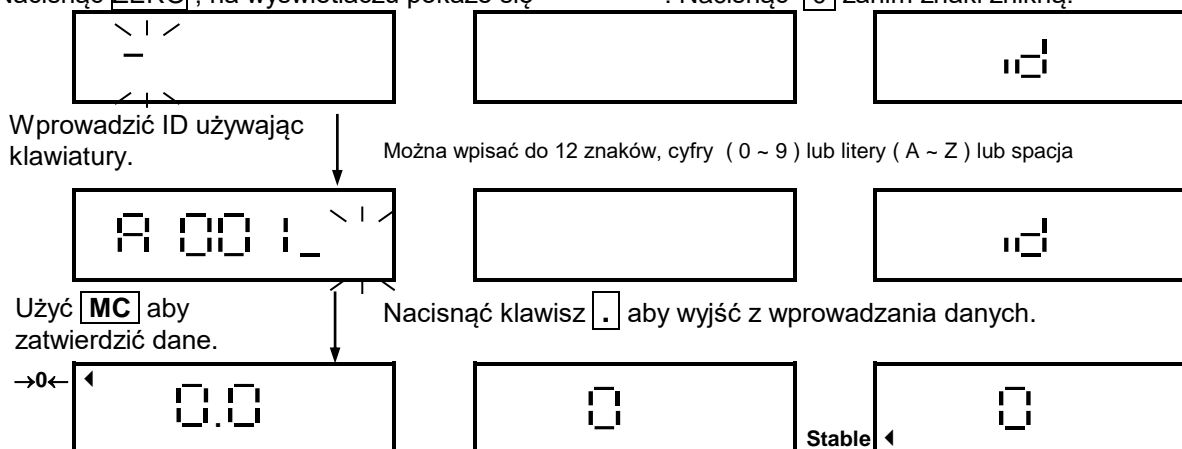 Nacisnąć ZERO , na wyświetlaczu pokaże się . Nacisnąć zanim znaki znikną.
– id
Wprowadzić ID używając
klawiatury.
Można wpisać do 12 znaków, cyfry ( 0 ~ 9 ) lub litery ( A ~ Z ) lub spacja
A 001_ id
Użyć MC aby
zatwierdzić dane.
Nacisnąć klawisz . aby wyjść z wprowadzania danych.
→0← 0.0 0 Stable 0